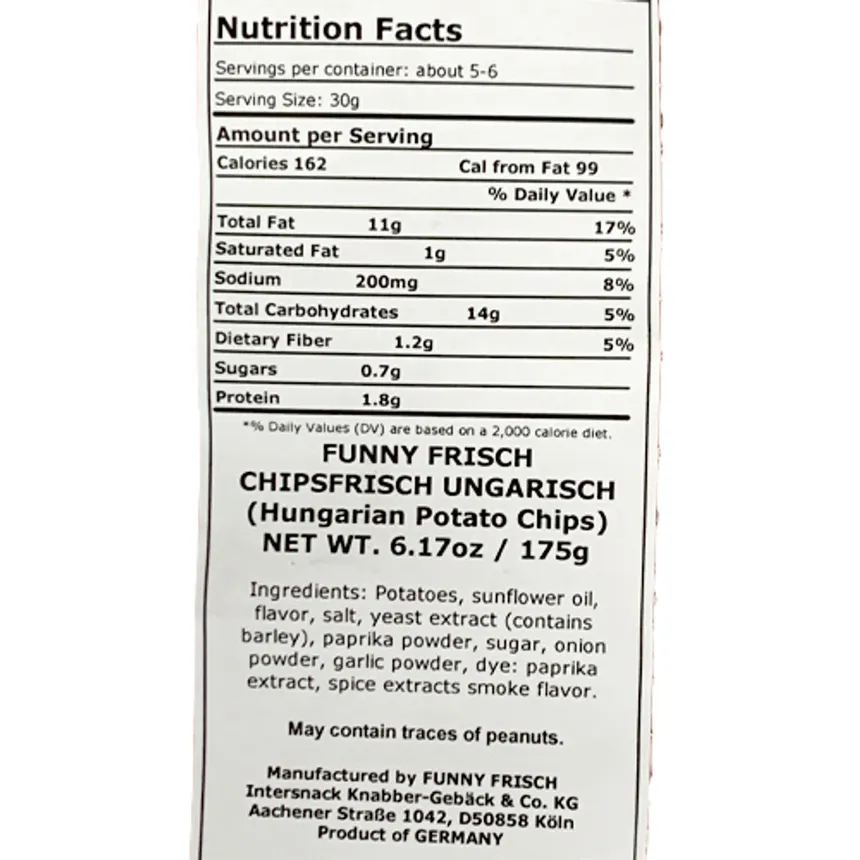 Nutrition Facts
Servings per container: about 5-6
Serving Size: 30g
Amount per Serving
Calories 162 Cal from Fat 99
% Daily Value *
Total Fat 11g 17%
Saturated Fat 1g 5%
Sodium 200mg 8%
Total Carbohydrates 14g 5%
Dietary Fiber 1.2g 5%
Sugars 0.7g
Protein 1.8g
*% Daily Values (DV) are based on a 2,000 calorie diet.
FUNNY FRISCH
CHIPSFRISCH UNGARISCH
(Hungarian Potato Chips)
NET WT. 6.17oz / 175g
Ingredients: Potatoes, sunflower oil,
flavor, salt, yeast extract (contains
barley), paprika powder, sugar, onion
powder, garlic powder, dye: paprika
extract, spice extracts smoke flavor.
May contain traces of peanuts.
Manufactured by FUNNY FRISCH
Intersnack Knabber-Gebäck & Co. KG
Aachener Straße 1042, D50858 Köln
Product of GERMANY